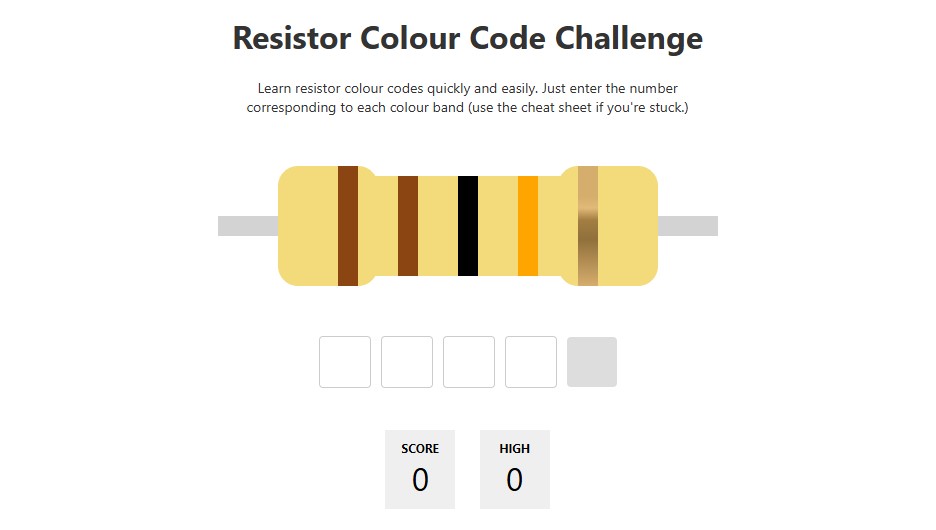 Resistor Colour Code Challenge
Learn resistor colour codes quickly and easily. Just enter the number
corresponding to each colour band (use the cheat sheet if you're stuck.)
SCORE
0
HIGH
0